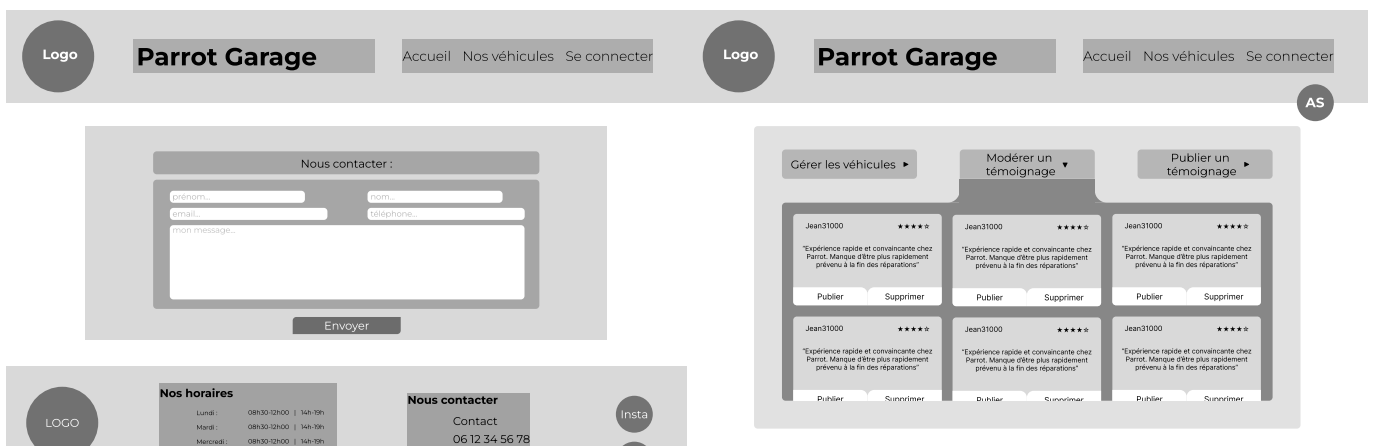 Logo
Parrot Garage
Accueil Nos véhicules Se connecter
Nous contacter :
prénom...
nom...
email...
téléphone...
mon message...
Envoyer
LOGO
Nos horaires
Lundi : 08h30-12h00 | 14h-19h
Mardi : 08h30-12h00 | 14h-19h
Mercredi : 08h30-12h00 | 14h-19h
Nous contacter
Contact
06 12 34 56 78
Insta
Logo
Parrot Garage
Accueil Nos véhicules Se connecter
AS
Gérer les véhicules ▸
Modérer un
témoignage ▾
Publier un
témoignage ▸
Jean31000 ★★★★☆
"Expérience rapide et convaincante chez
Parrot. Manque d'être plus rapidement
prévenu à la fin des réparations"
Publier Supprimer
Jean31000 ★★★★☆
"Expérience rapide et convaincante chez
Parrot. Manque d'être plus rapidement
prévenu à la fin des réparations"
Publier Supprimer
Jean31000 ★★★★☆
"Expérience rapide et convaincante chez
Parrot. Manque d'être plus rapidement
prévenu à la fin des réparations"
Publier Supprimer
Jean31000 ★★★★☆
"Expérience rapide et convaincante chez
Parrot. Manque d'être plus rapidement
prévenu à la fin des réparations"
Publier Supprimer
Jean31000 ★★★★☆
"Expérience rapide et convaincante chez
Parrot. Manque d'être plus rapidement
prévenu à la fin des réparations"
Publier Supprimer
Jean31000 ★★★★☆
"Expérience rapide et convaincante chez
Parrot. Manque d'être plus rapidement
prévenu à la fin des réparations"
Publier Supprimer